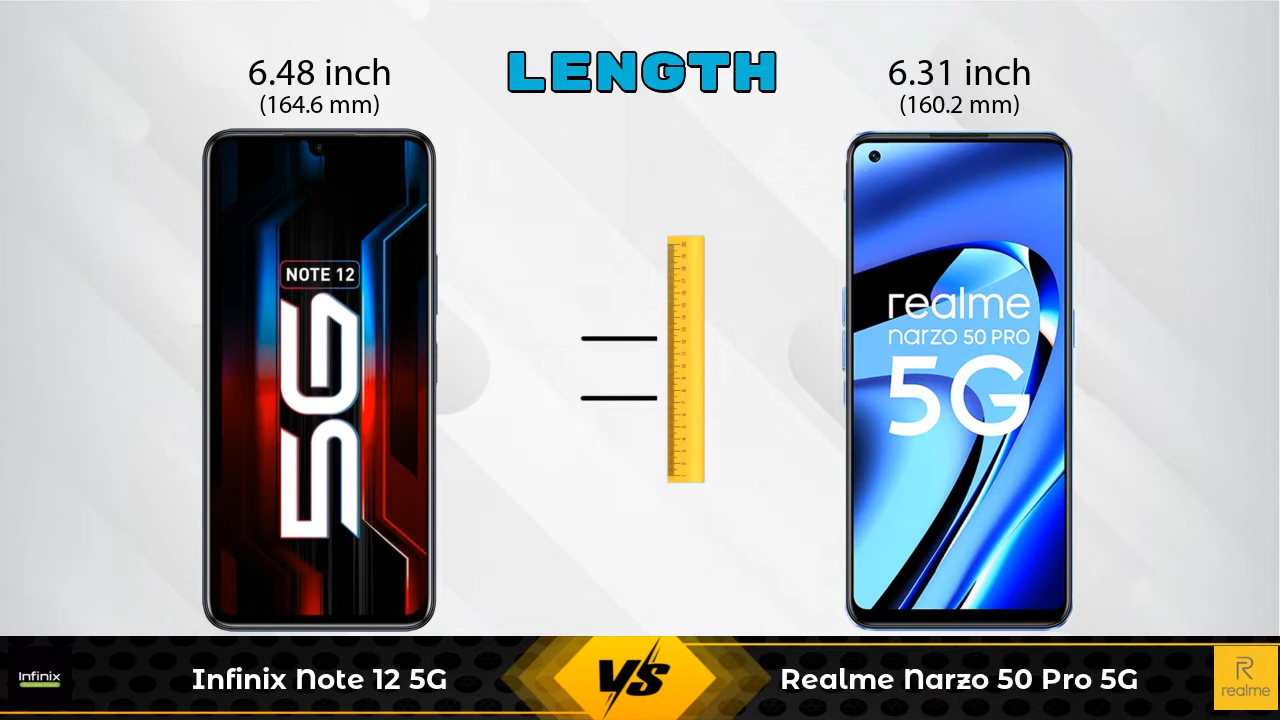 LENGTH
6.48 inch
(164.6 mm)
6.31 inch
(160.2 mm)
NOTE 12
5G
realme
narzo 50 PRO
5G
Infinix
Infinix Note 12 5G
VS
Realme Narzo 50 Pro 5G
R
realme